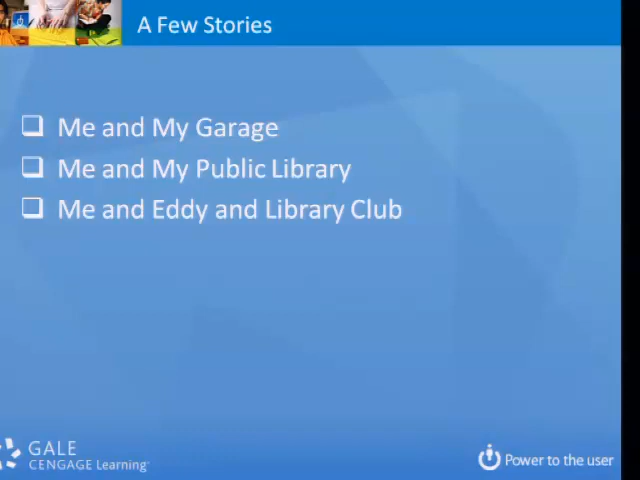 A Few Stories
Me and My Garage
Me and My Public Library
Me and Eddy and Library Club
GALE
CENGAGE Learning
Power to the user